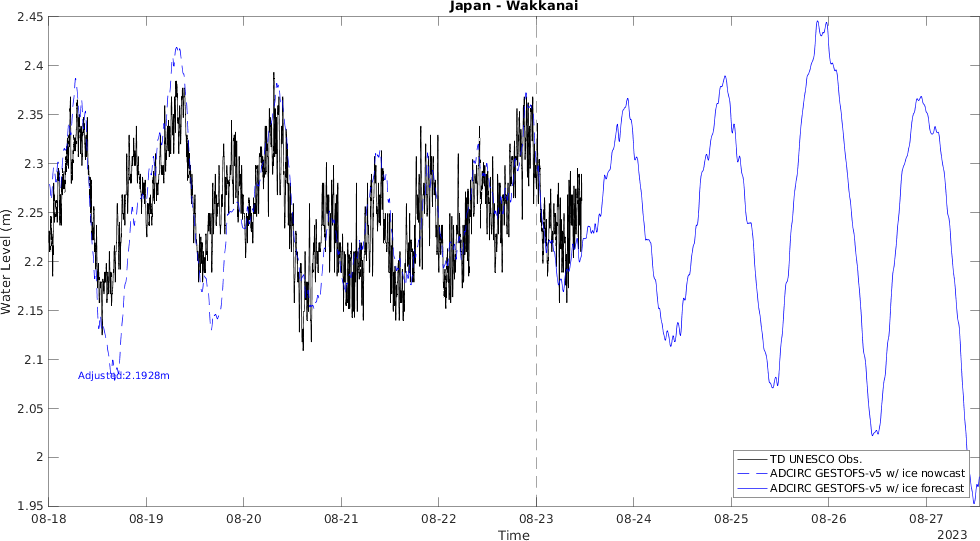 Japan - Wakkanai
2.45
2.4
2.35
2.3
2.25
2.2
2.15
2.1
2.05
2
1.95
Water Level (m)
Adjusted:2.1928m
TD UNESCO Obs.
ADCIRC GESTOFS-v5 w/ ice nowcast
ADCIRC GESTOFS-v5 w/ ice forecast
08-18 08-19 08-20 08-21 08-22 08-23 08-24 08-25 08-26 08-27
Time
2023